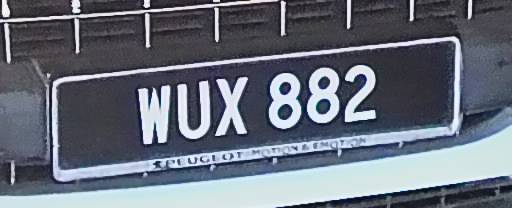 WUX 882
PEUGEOT MOTION & EMOTION